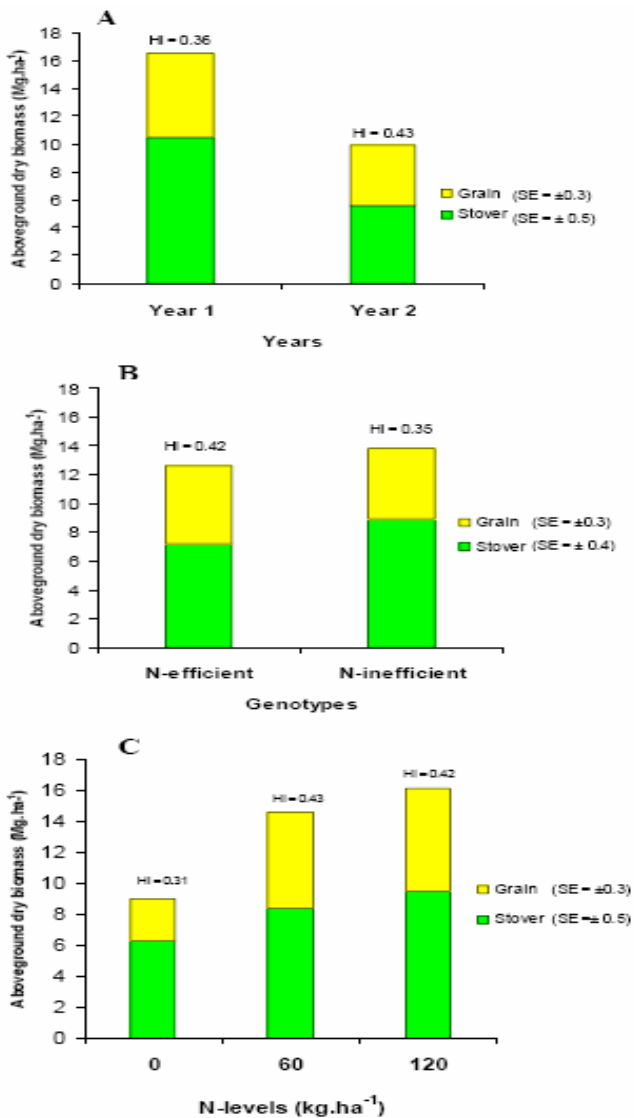 A
Aboveground dry biomass (Mg.ha-)
18
16
14
12
10
8
6
4
2
0
HI = 0.36
HI = 0.43
Grain (SE = ±0.3)
Stover (SE = ± 0.5)
Year 1 Year 2
Years
B
Aboveground dry biomass (Mg.ha-)
18
16
14
12
10
8
6
4
2
0
HI = 0.42
HI = 0.35
Grain (SE = ±0.3)
Stover (SE = ± 0.4)
N-efficient N-inefficient
Genotypes
C
Aboveground dry biomass (Mg.ha-1)
18
16
14
12
10
8
6
4
2
0
HI = 0.31
HI = 0.43
HI = 0.42
Grain (SE = ±0.3)
Stover (SE =± 0.5)
0 60 120
N-levels (kg.ha-1)